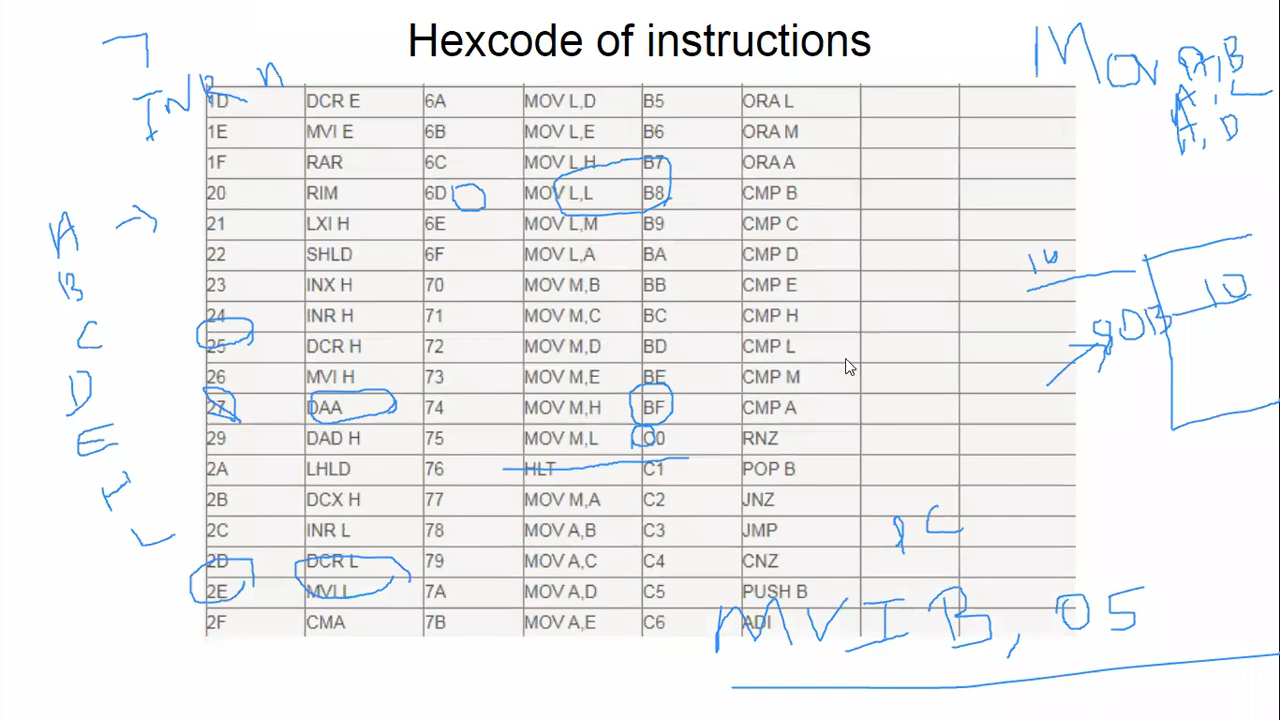 Hexcode of instructions
1D DCR E 6A MOV L,D B5 ORA L
1E MVI E 6B MOV L,E B6 ORA M
1F RAR 6C MOV L,H B7 ORA A
20 RIM 6D MOV L,L B8 CMP B
21 LXI H 6E MOV L,M B9 CMP C
22 SHLD 6F MOV L,A BA CMP D
23 INX H 70 MOV M,B BB CMP E
24 INR H 71 MOV M,C BC CMP H
25 DCR H 72 MOV M,D BD CMP L
26 MVI H 73 MOV M,E BE CMP M
27 DAA 74 MOV M,H BF CMP A
29 DAD H 75 MOV M,L C0 RNZ
2A LHLD 76 HLT C1 POP B
2B DCX H 77 MOV M,A C2 JNZ
2C INR L 78 MOV A,B C3 JMP
2D DCR L 79 MOV A,C C4 CNZ
2E MVI L 7A MOV A,D C5 PUSH B
2F CMA 7B MOV A,E C6 ADI
INR
A
B
C
D
E
H
L
MOV A,B
A,L
A,D
10
PC
MVI B, 05